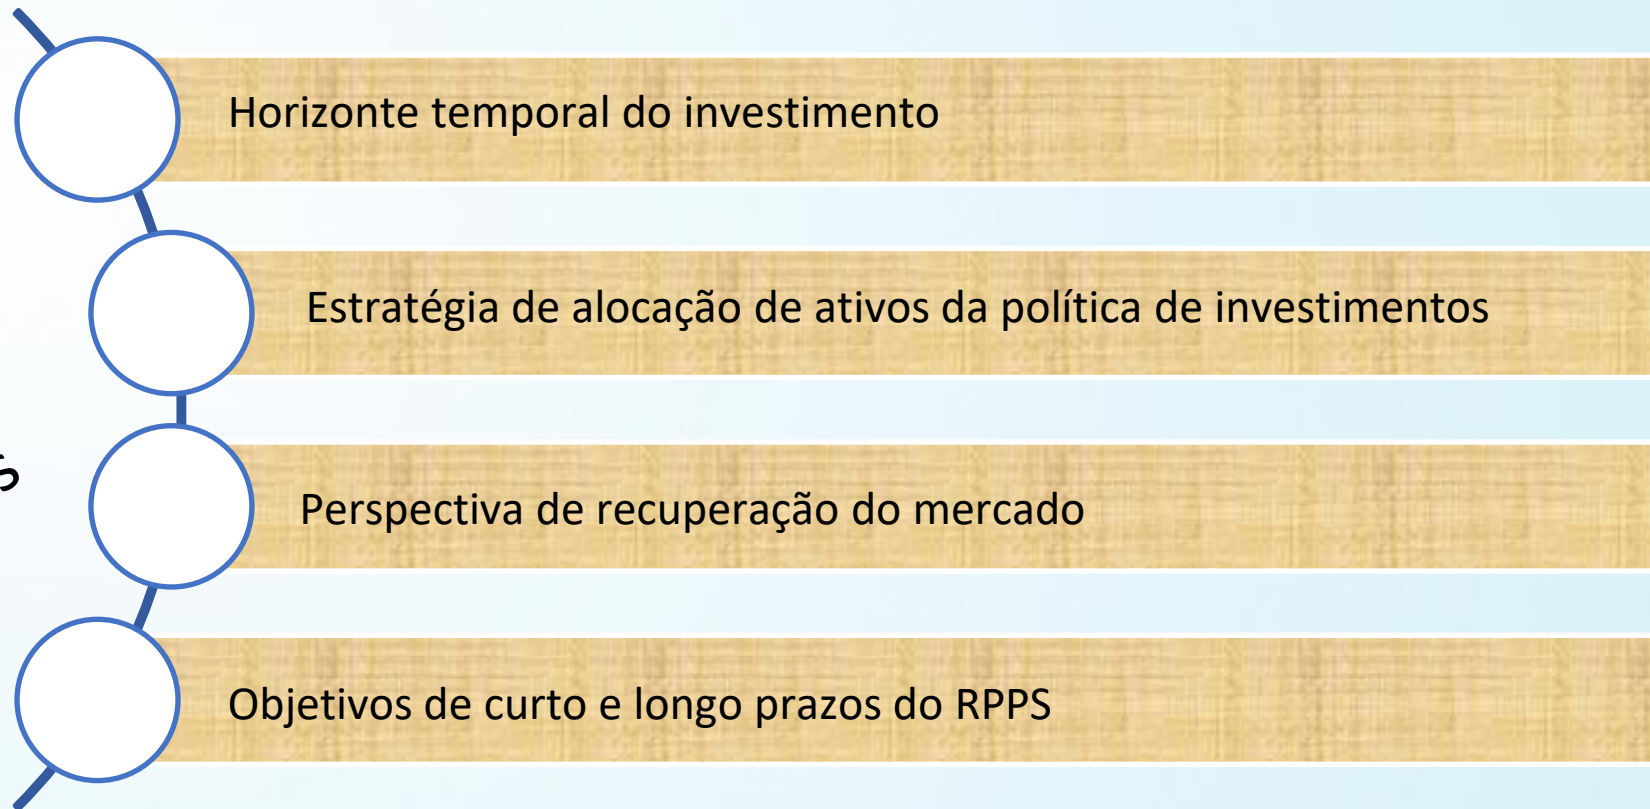 Horizonte temporal do investimento
Estratégia de alocação de ativos da política de investimentos
Perspectiva de recuperação do mercado
Objetivos de curto e longo prazos do RPPS